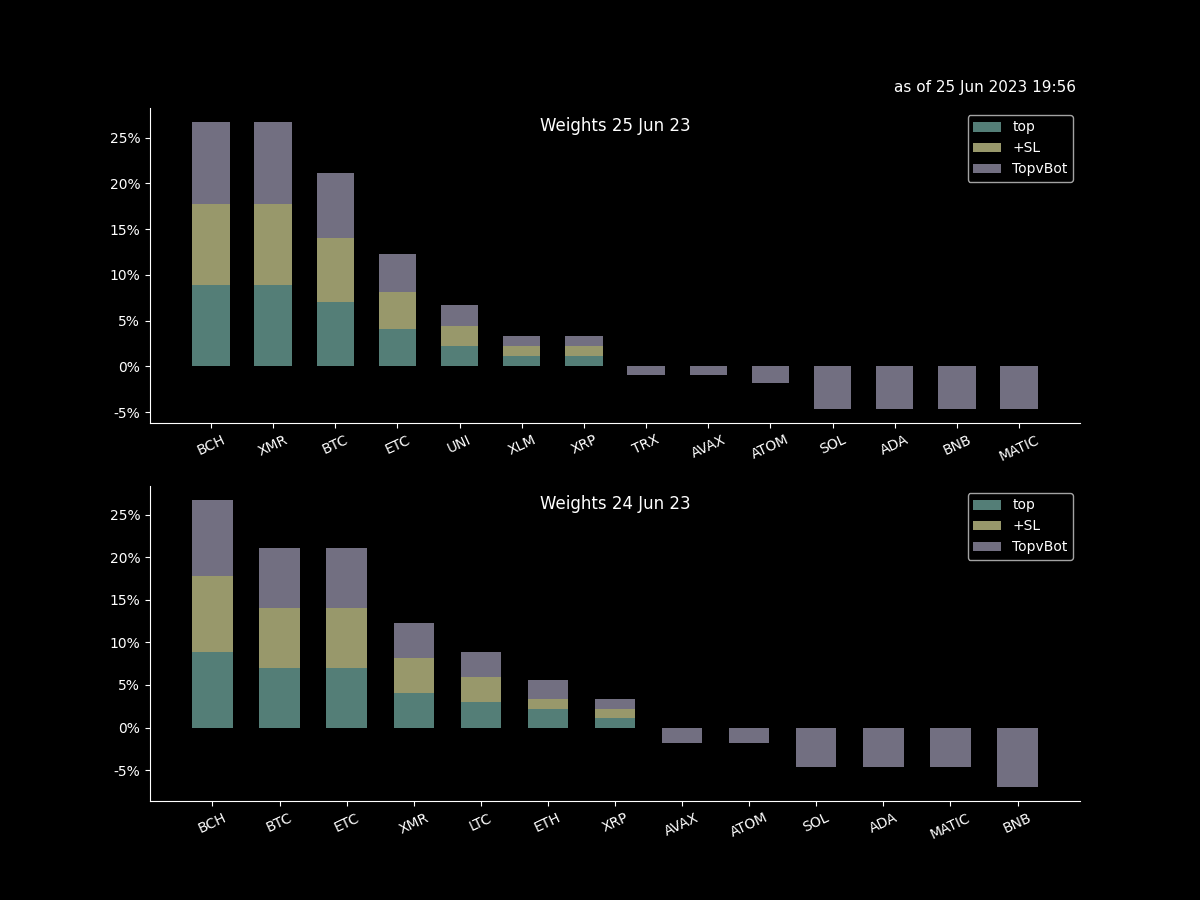 as of 25 Jun 2023 19:56
Weights 25 Jun 23
top
+SL
TopvBot
25%
20%
15%
10%
5%
0%
-5%
BCH XMR BTC ETC UNI XLM XRP TRX AVAX ATOM SOL ADA BNB MATIC
Weights 24 Jun 23
top
+SL
TopvBot
25%
20%
15%
10%
5%
0%
-5%
BCH BTC ETC XMR LTC ETH XRP AVAX ATOM SOL ADA MATIC BNB